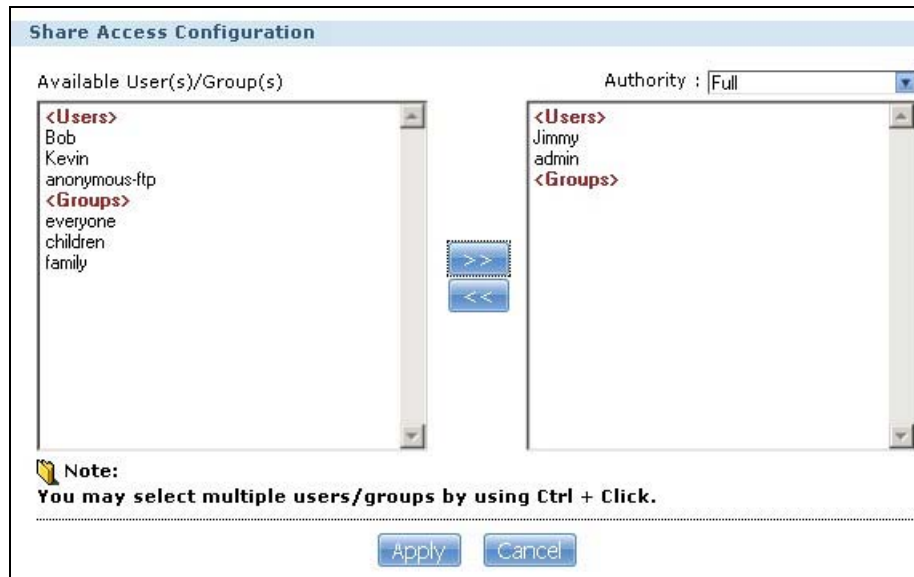 Share Access Configuration
Available User(s)/Group(s)
Authority : Full
<Users>
Bob
Kevin
anonymous-ftp
<Groups>
everyone
children
family
>>
<<
<Users>
Jimmy
admin
<Groups>
Note:
You may select multiple users/groups by using Ctrl + Click.
Apply
Cancel